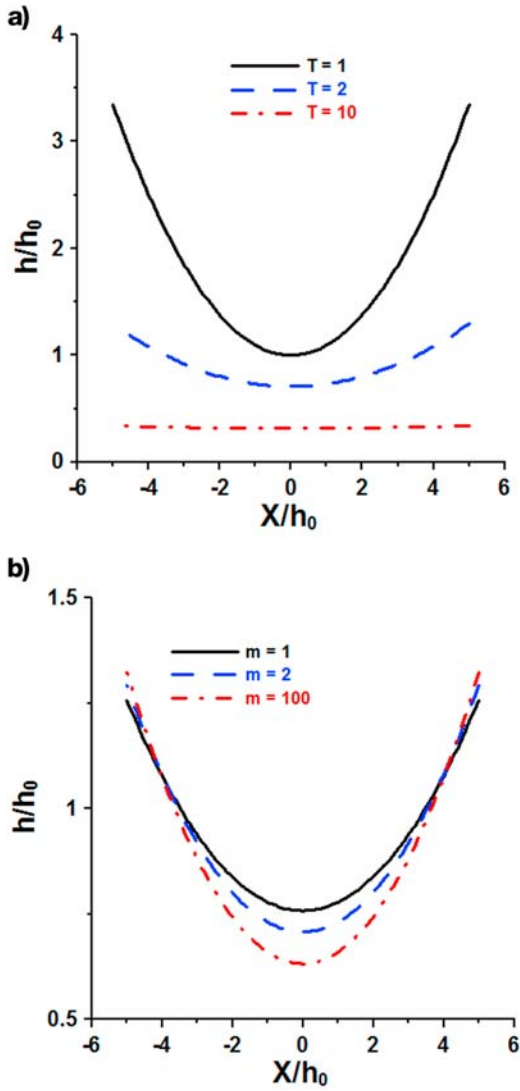 a)
4
3
2
1
0
h/h₀
T = 1
T = 2
T = 10
-6 -4 -2 0 2 4 6
X/h₀
b)
1.5
1
0.5
h/h₀
m = 1
m = 2
m = 100
-6 -4 -2 0 2 4 6
X/h₀